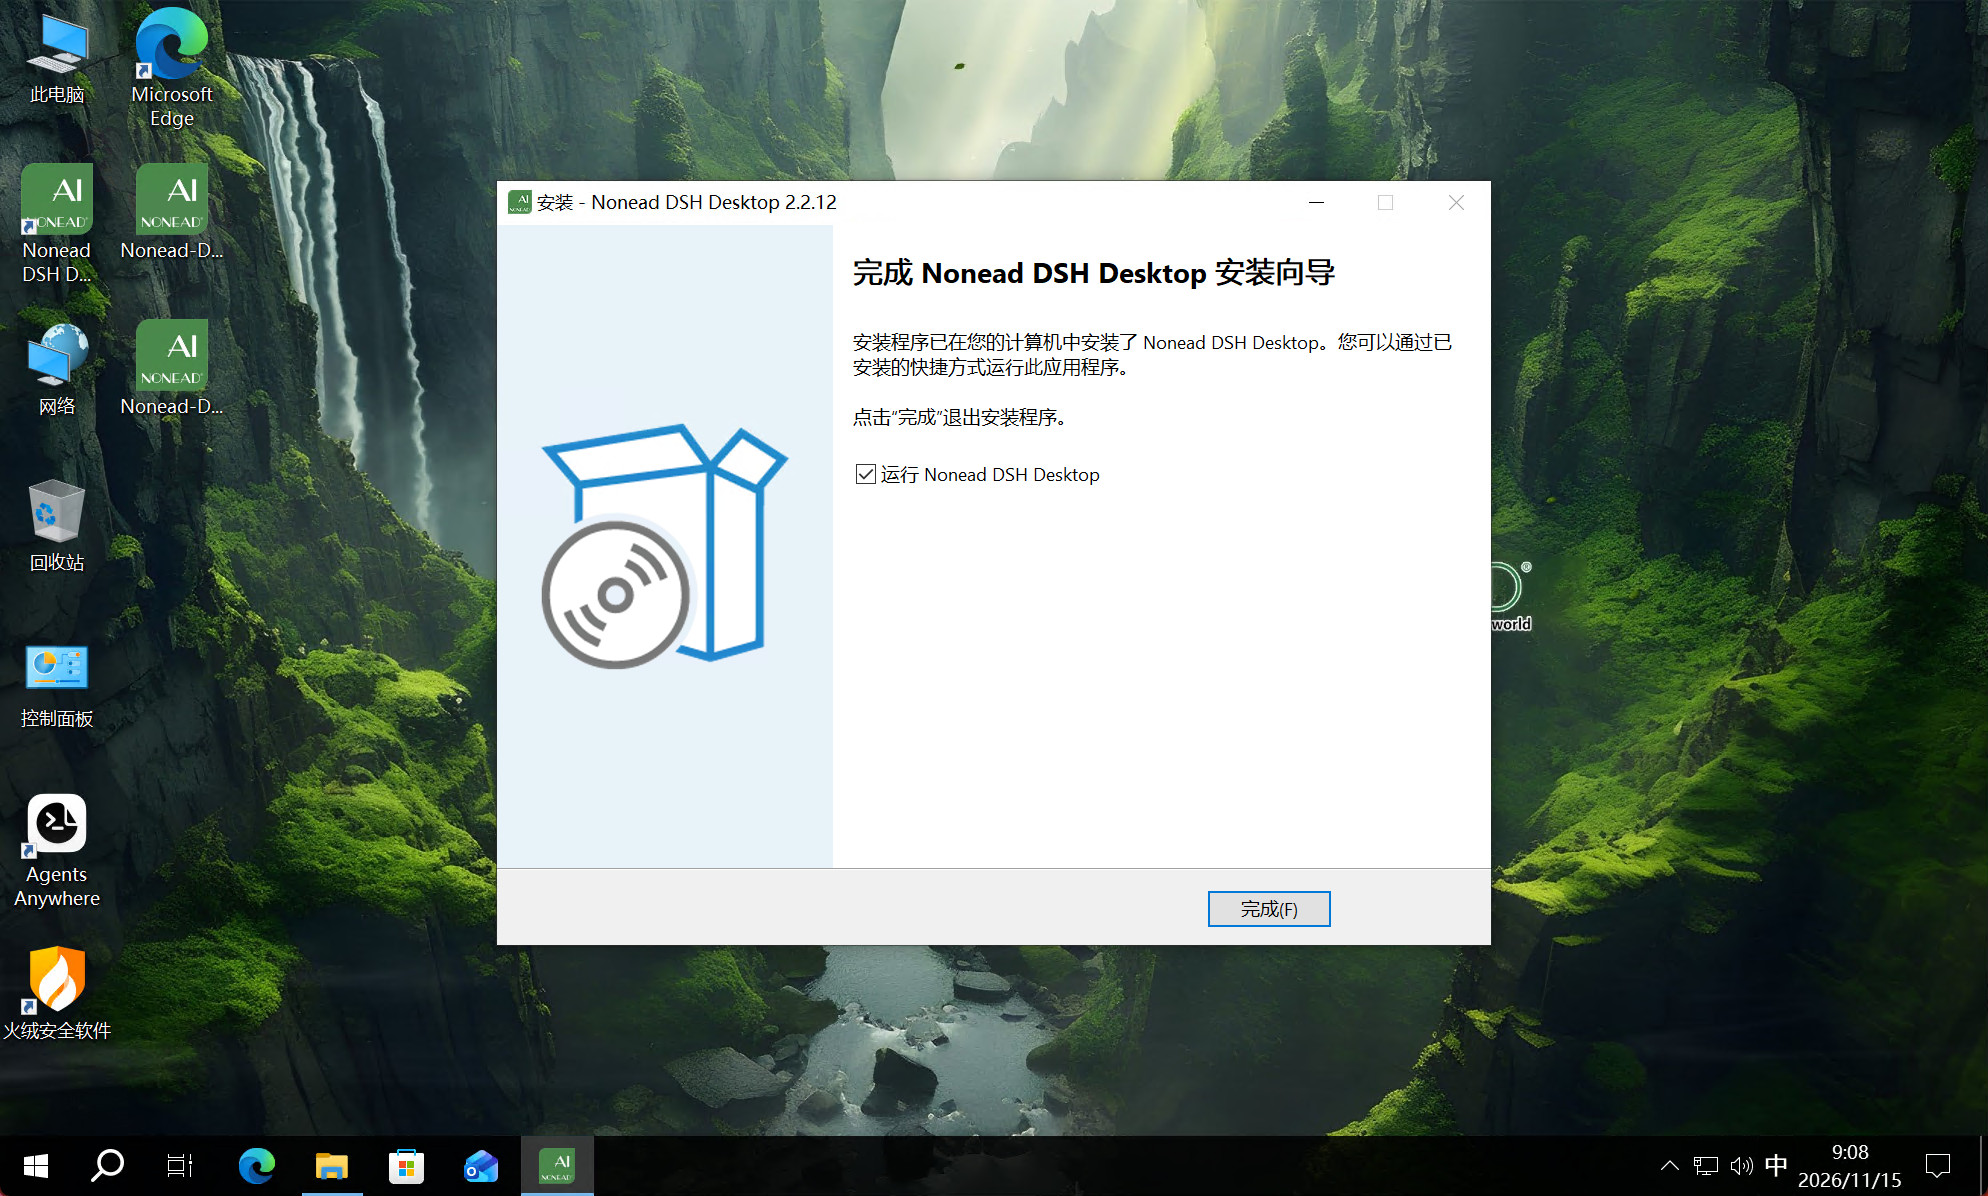 此电脑
Microsoft
Edge
AI
NONEAD
Nonead
DSH D...
AI
NONEAD
Nonead-D...
网络
AI
NONEAD
Nonead-D...
回收站
控制面板
Agents
Anywhere
火绒安全软件
安装 - Nonead DSH Desktop 2.2.12
完成 Nonead DSH Desktop 安装向导
安装程序已在您的计算机中安装了 Nonead DSH Desktop。您可以通过已
安装的快捷方式运行此应用程序。
点击“完成”退出安装程序。
运行 Nonead DSH Desktop
完成(F)
D®
world
AI
NONEAD
中
9:08
2026/11/15